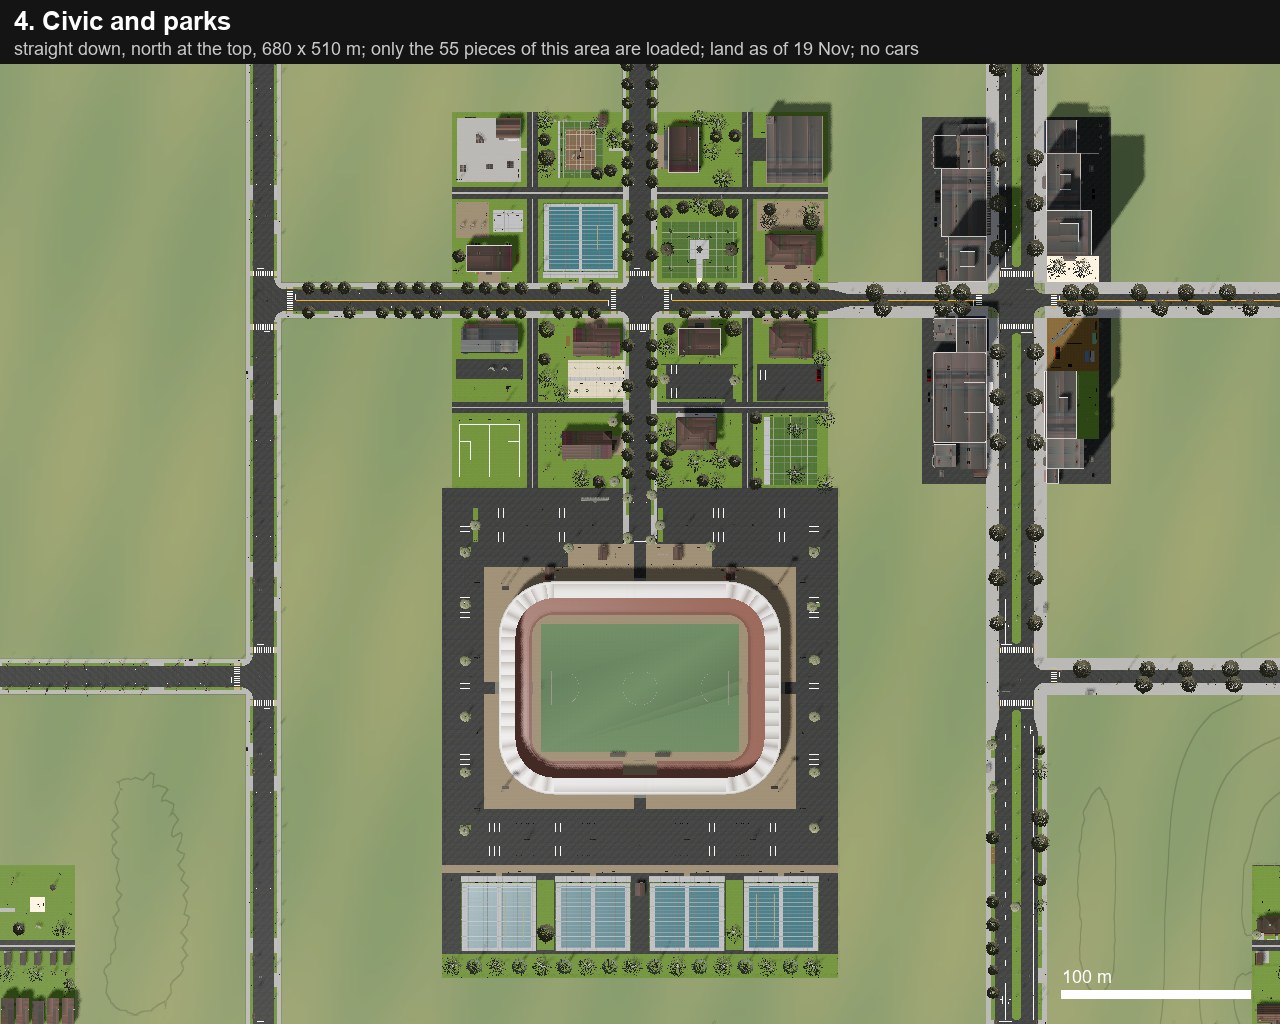 4. Civic and parks
straight down, north at the top, 680 x 510 m; only the 55 pieces of this area are loaded; land as of 19 Nov; no cars
100 m